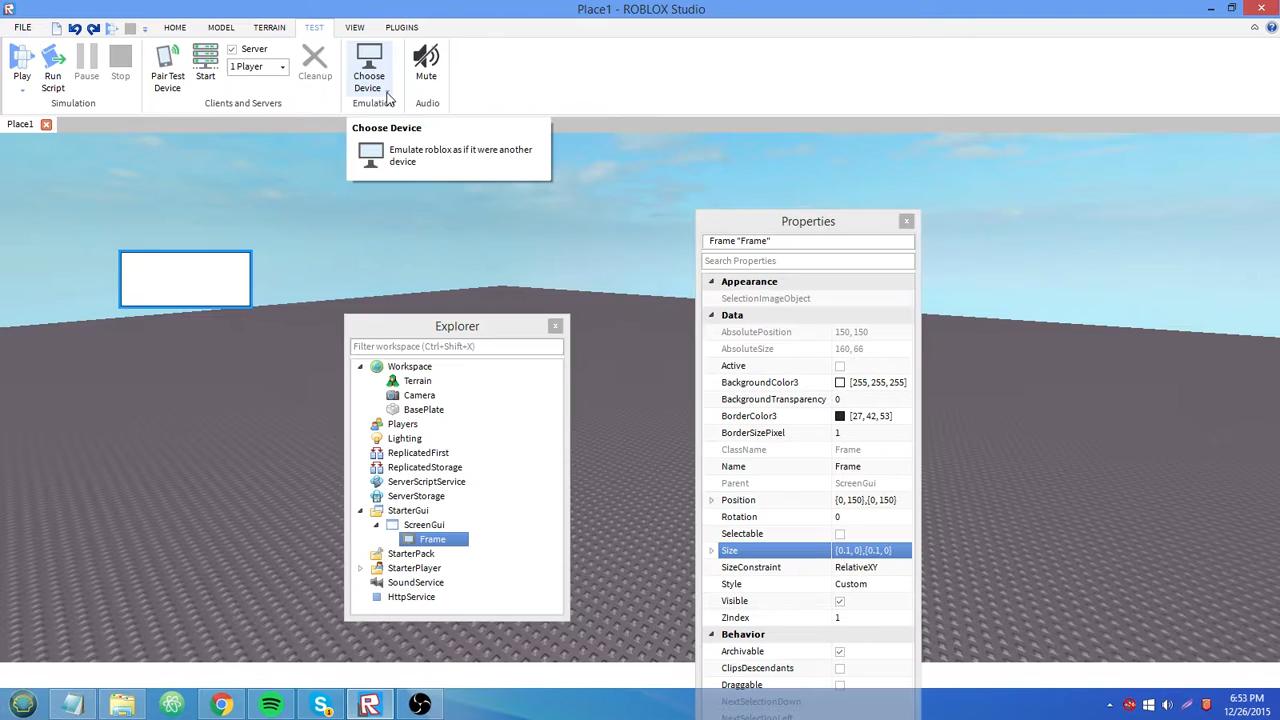 Place1 - ROBLOX Studio
FILE
HOME
MODEL
TERRAIN
TEST
VIEW
PLUGINS
Play
Run
Script
Pause
Stop
Simulation
Pair Test
Device
Start
Server
1 Player
Cleanup
Clients and Servers
Choose
Device
Emulation
Mute
Audio
Place1
Choose Device
Emulate roblox as if it were another
device
Explorer
Filter workspace (Ctrl+Shift+X)
Workspace
Terrain
Camera
BasePlate
Players
Lighting
ReplicatedFirst
ReplicatedStorage
ServerScriptService
ServerStorage
StarterGui
ScreenGui
Frame
StarterPack
StarterPlayer
SoundService
HttpService
Properties
Frame "Frame"
Search Properties
Appearance
SelectionImageObject
Data
AbsolutePosition 150, 150
AbsoluteSize 160, 66
Active
BackgroundColor3 [255, 255, 255]
BackgroundTransparency 0
BorderColor3 [27, 42, 53]
BorderSizePixel 1
ClassName Frame
Name Frame
Parent ScreenGui
Position {0, 150},{0, 150}
Rotation 0
Selectable
Size {0.1, 0},{0.1, 0}
SizeConstraint RelativeXY
Style Custom
Visible
ZIndex 1
Behavior
Archivable
ClipsDescendants
Draggable
NextSelectionDown
NextSelectionLeft
6:53 PM
12/26/2015